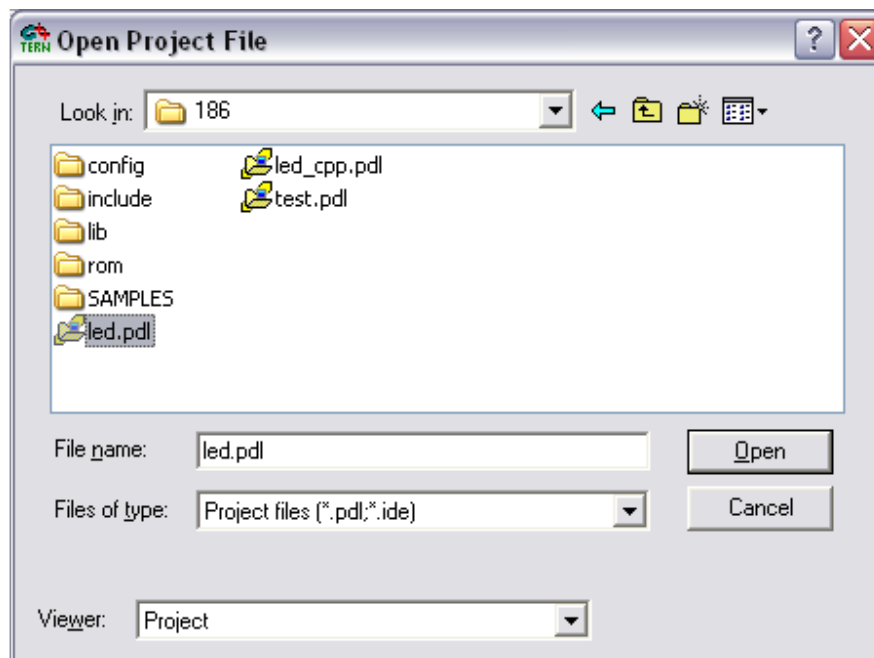 TERN Open Project File
Look in: 186
config
include
lib
rom
SAMPLES
led.pdl
led_cpp.pdl
test.pdl
File name: led.pdl Open
Files of type: Project files (*.pdl;*.ide) Cancel
Viewer: Project